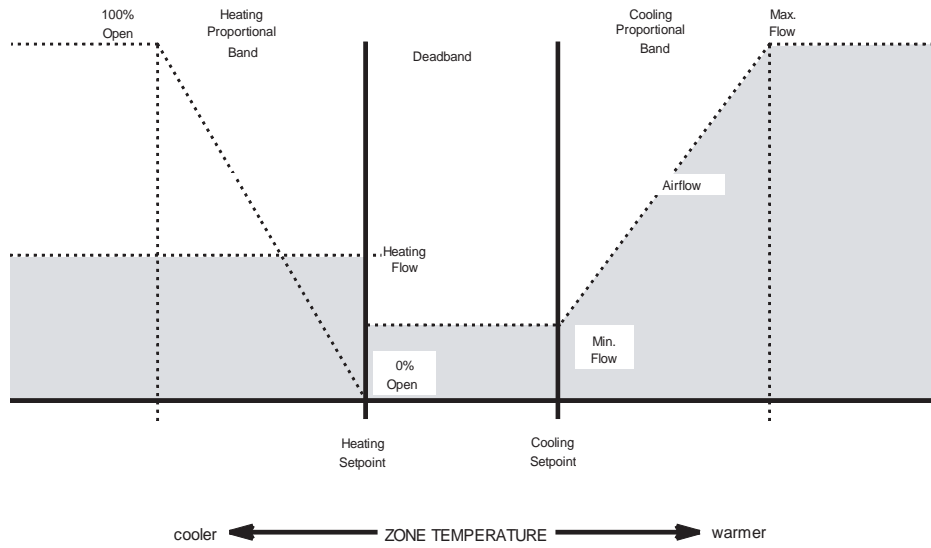 100%
Open
Heating
Proportional
Band
Deadband
Cooling
Proportional
Band
Max.
Flow
Airflow
Heating
Flow
Min.
Flow
0%
Open
Heating
Setpoint
Cooling
Setpoint
cooler
ZONE TEMPERATURE
warmer